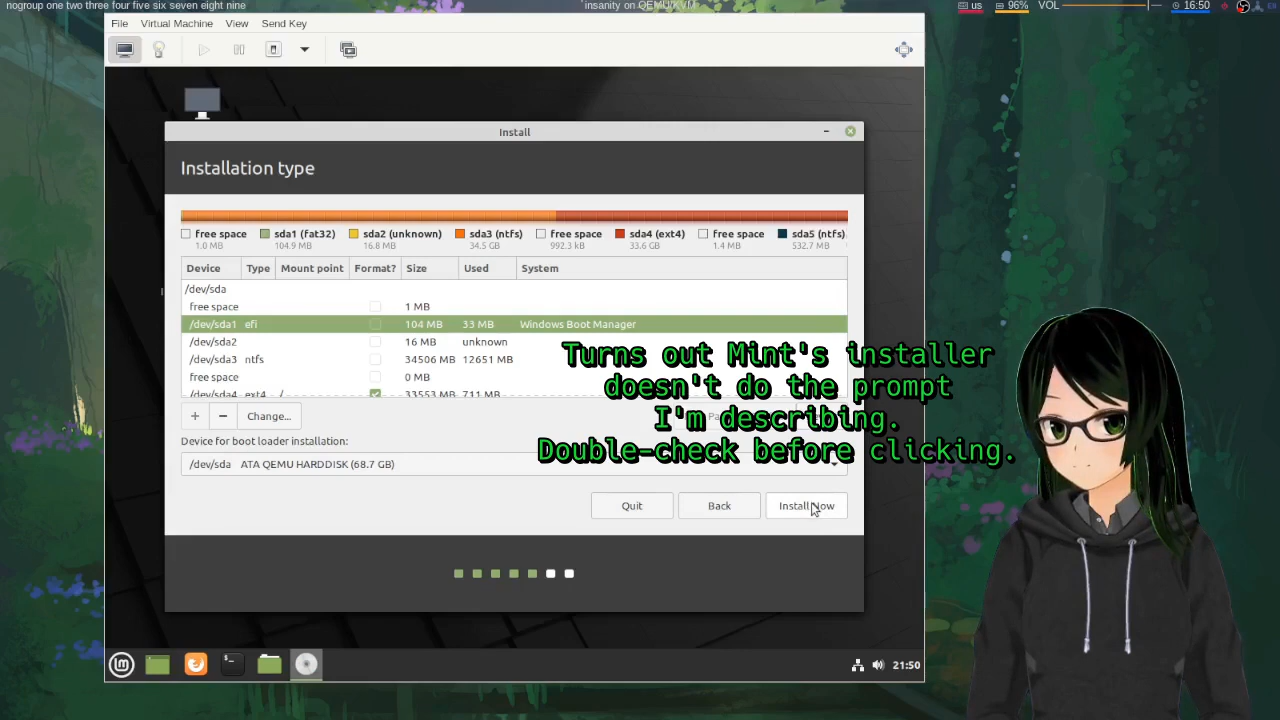 nogroup one two three four five six seven eight nine
insanity on QEMU/KVM
us 96% VOL 16:50
File Virtual Machine View Send Key
Install
Installation type
free space sda1 (fat32) sda2 (unknown) sda3 (ntfs) free space sda4 (ext4) free space sda5 (ntfs)
1.0 MB 104.9 MB 16.8 MB 34.5 GB 992.3 kB 33.6 GB 1.4 MB 532.7 MB
Device Type Mount point Format? Size Used System
/dev/sda
free space 1 MB
/dev/sda1 efi 104 MB 33 MB Windows Boot Manager
/dev/sda2 16 MB unknown
/dev/sda3 ntfs 34506 MB 12651 MB
free space 0 MB
/dev/sda4 ext4 / 33553 MB 711 MB
Turns out Mint's installer
doesn't do the prompt
I'm describing.
Double-check before clicking.
+ − Change...
Device for boot loader installation:
/dev/sda ATA QEMU HARDDISK (68.7 GB)
Quit Back Install Now
21:50